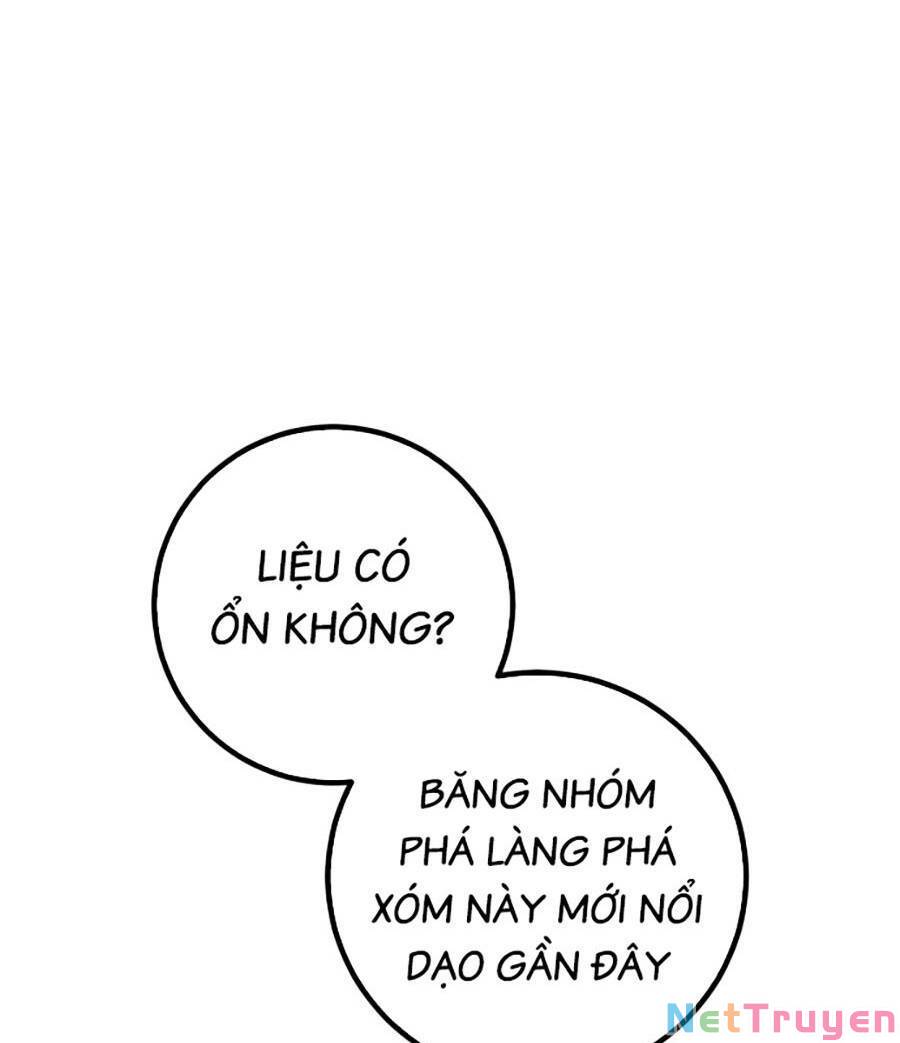 LIỆU CÓ
ỔN KHÔNG?
BĂNG NHÓM
PHÁ LÀNG PHÁ
XÓM NÀY MỚI NỔI
DẠO GẦN ĐÂY
NetTruyen